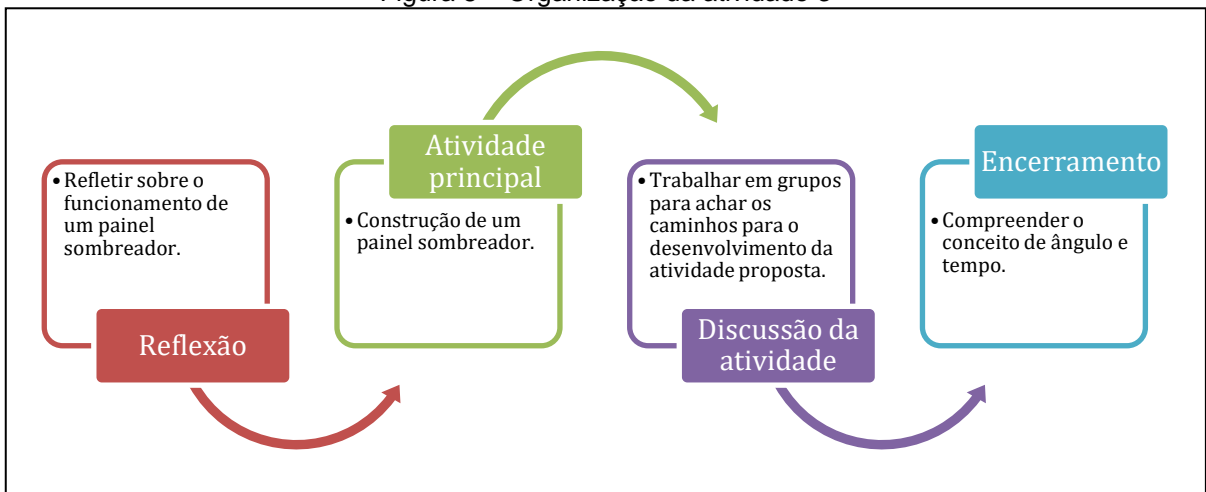 • Refletir sobre o
funcionamento de
um painel
sombreador.
Reflexão
Atividade
principal
• Construção de um
painel sombreador.
• Trabalhar em grupos
para achar os
caminhos para o
desenvolvimento da
atividade proposta.
Discussão da
atividade
Encerramento
• Compreender o
conceito de ângulo e
tempo.